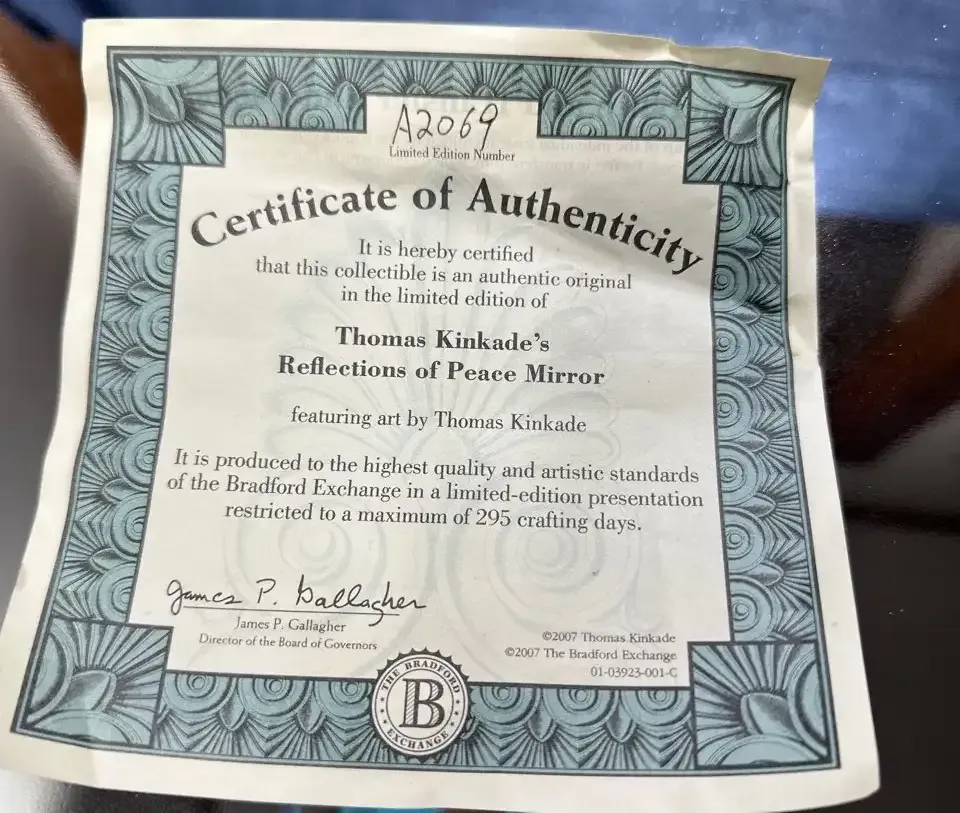 A2069
Limited Edition Number
Certificate of Authenticity
It is hereby certified
that this collectible is an authentic original
in the limited edition of
Thomas Kinkade's
Reflections of Peace Mirror
featuring art by Thomas Kinkade
It is produced to the highest quality and artistic standards
of the Bradford Exchange in a limited-edition presentation
restricted to a maximum of 295 crafting days.
James P. Gallagher
James P. Gallagher
Director of the Board of Governors
©2007 Thomas Kinkade
©2007 The Bradford Exchange
01-03923-001-C
THE BRADFORD
B
EXCHANGE